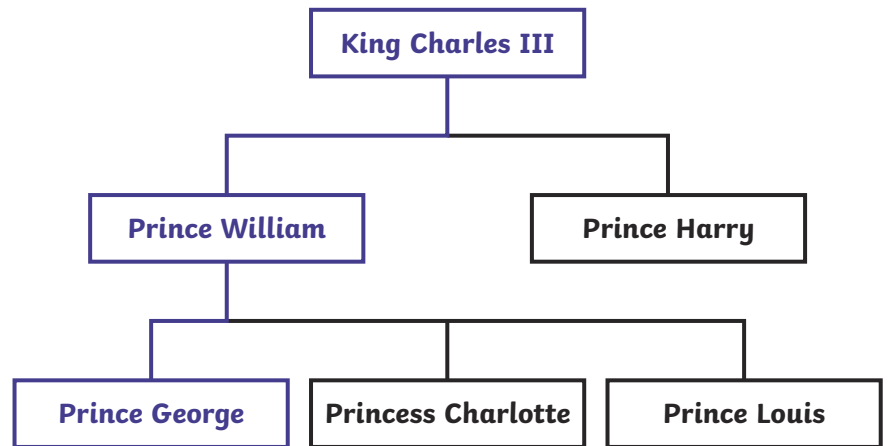 King Charles III
Prince William
Prince Harry
Prince George
Princess Charlotte
Prince Louis